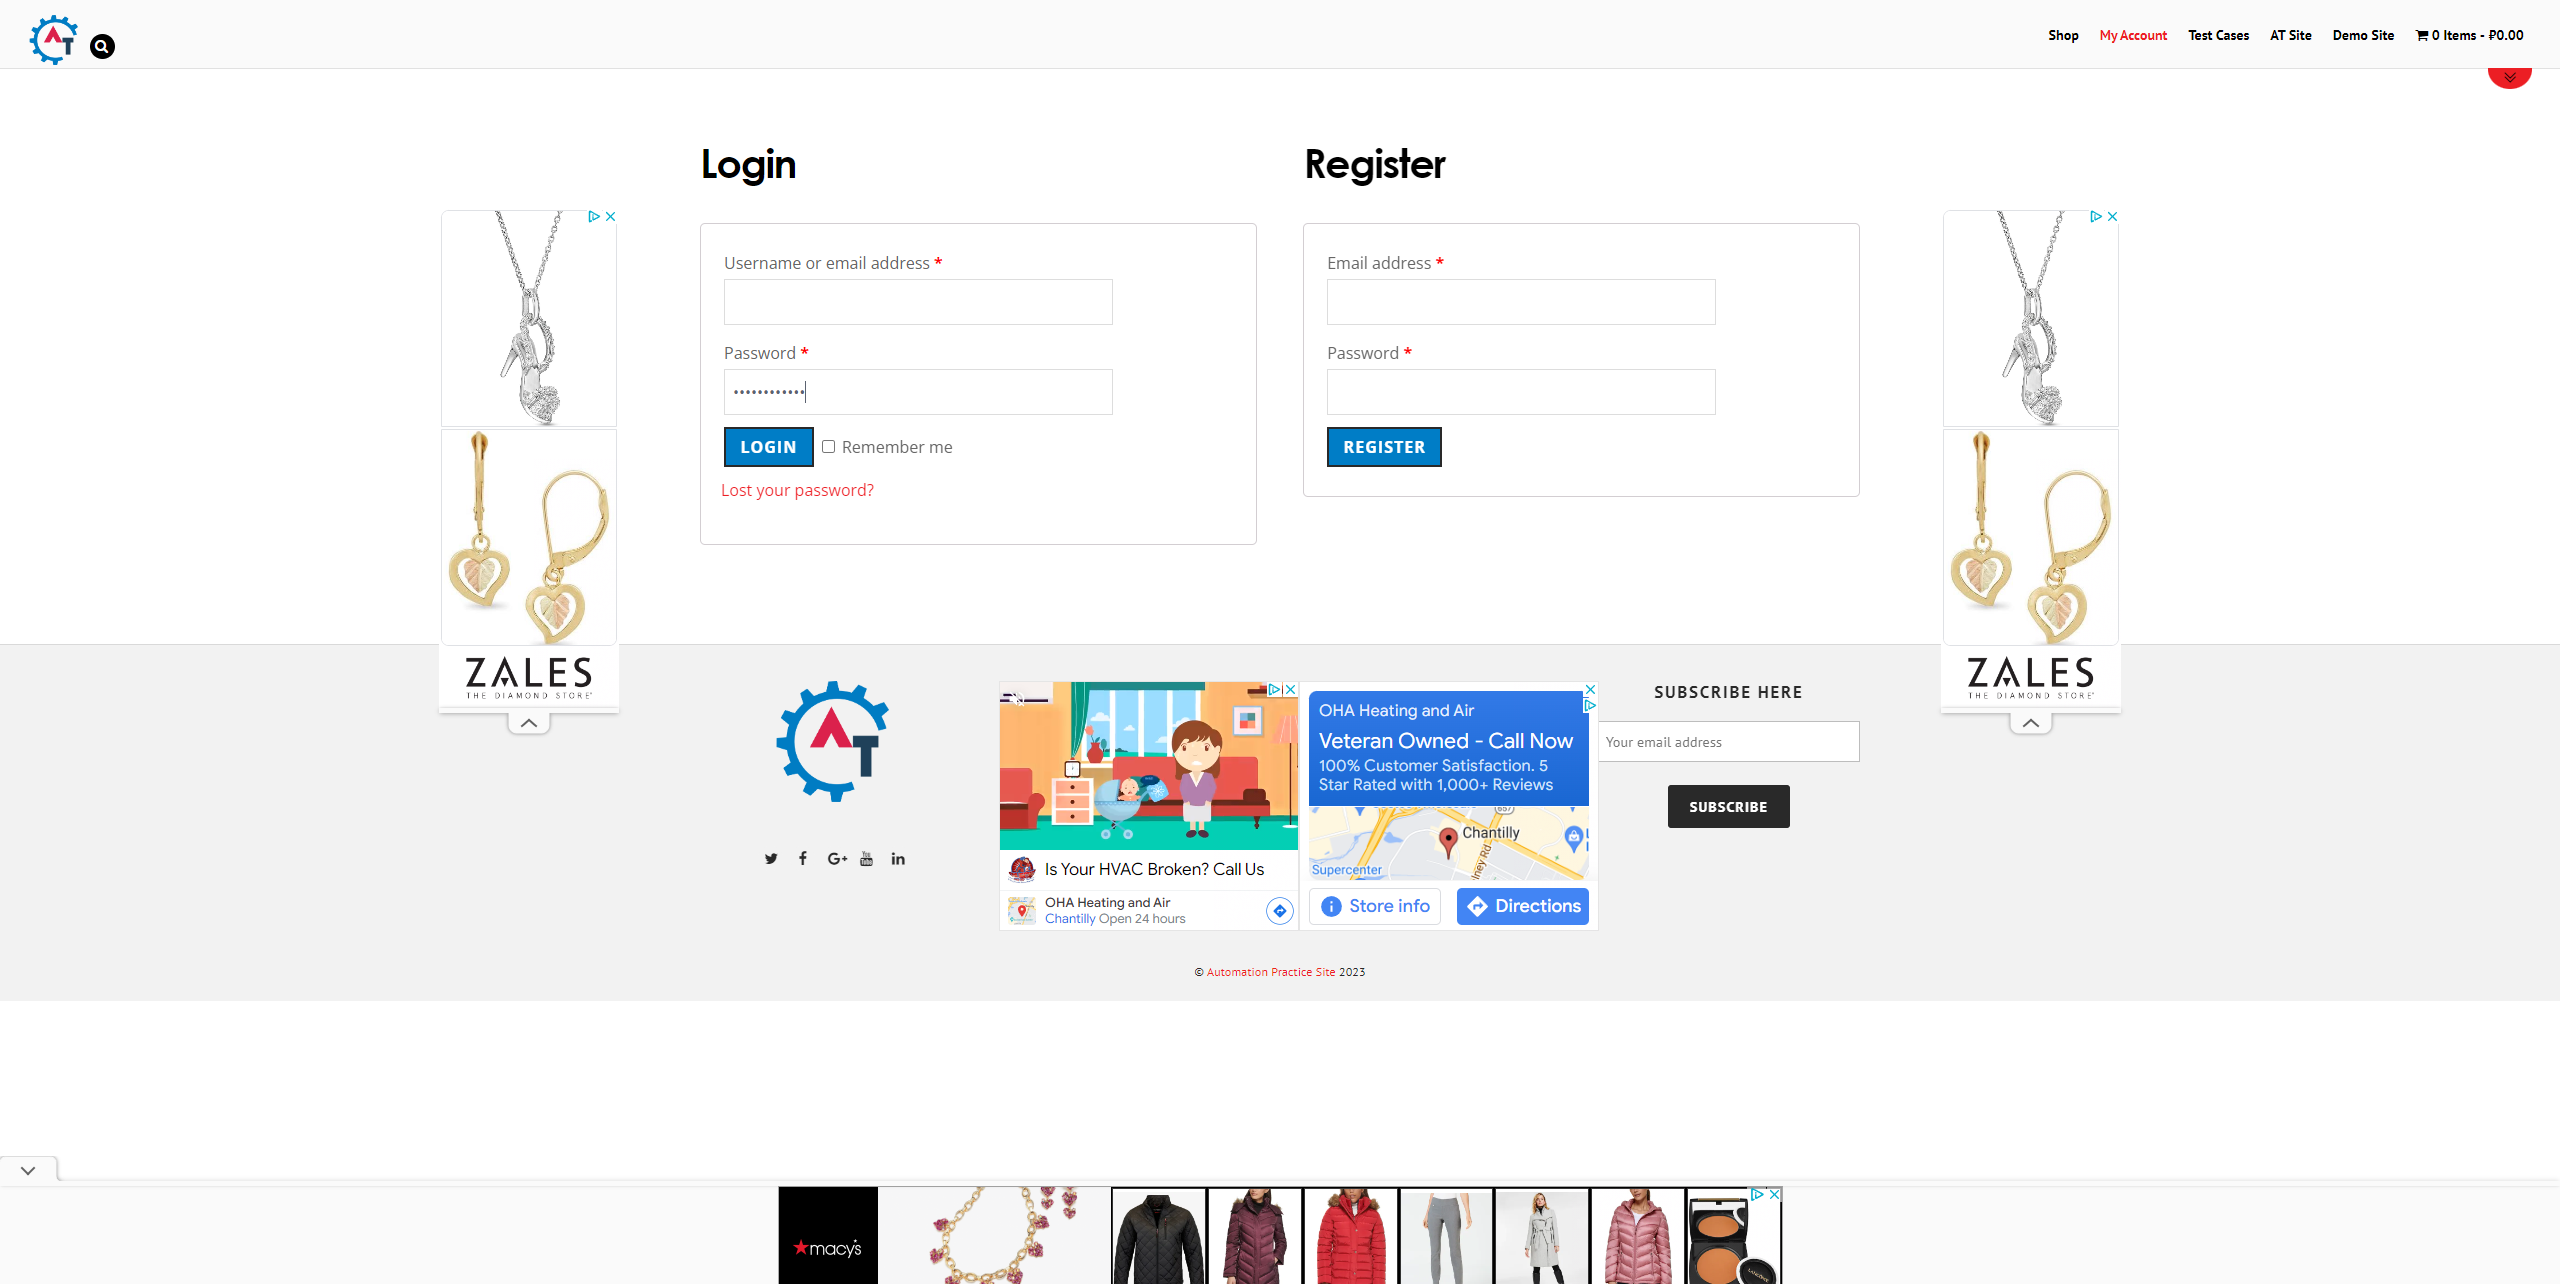 AT
Shop
My Account
Test Cases
AT Site
Demo Site
0 Items - ₽0.00
Login
Register
Username or email address *
Password *
••••••••••••
LOGIN
Remember me
Lost your password?
Email address *
Password *
REGISTER
ZALES
THE DIAMOND STORE
ZALES
THE DIAMOND STORE
AT
Is Your HVAC Broken? Call Us
OHA Heating and Air
Chantilly Open 24 hours
OHA Heating and Air
Veteran Owned - Call Now
100% Customer Satisfaction. 5
Star Rated with 1,000+ Reviews
657
Chantilly
Supercenter
Store info
Directions
SUBSCRIBE HERE
Your email address
SUBSCRIBE
© Automation Practice Site 2023
macy's